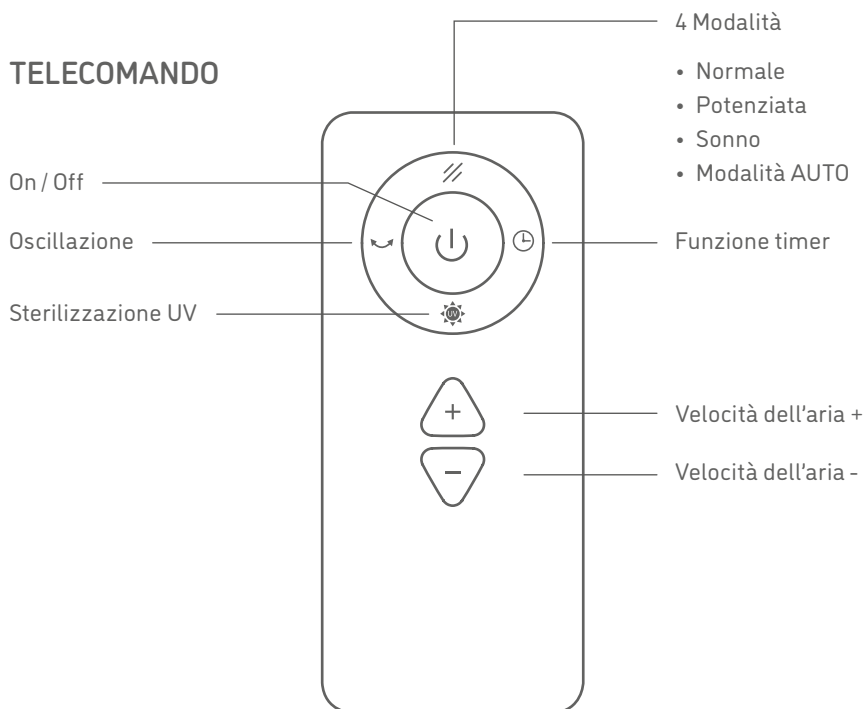 TELECOMANDO
4 Modalità
• Normale
• Potenziata
• Sonno
• Modalità AUTO
On / Off
Oscillazione
Funzione timer
Sterilizzazione UV
UV
+
Velocità dell'aria +
−
Velocità dell'aria -